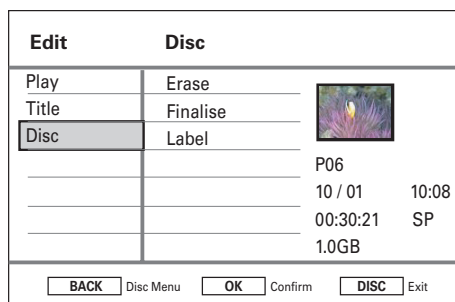 Edit Disc
Play Erase
Title Finalise
Disc Label
P06
10 / 01 10:08
00:30:21 SP
1.0GB
BACK Disc Menu OK Confirm DISC Exit